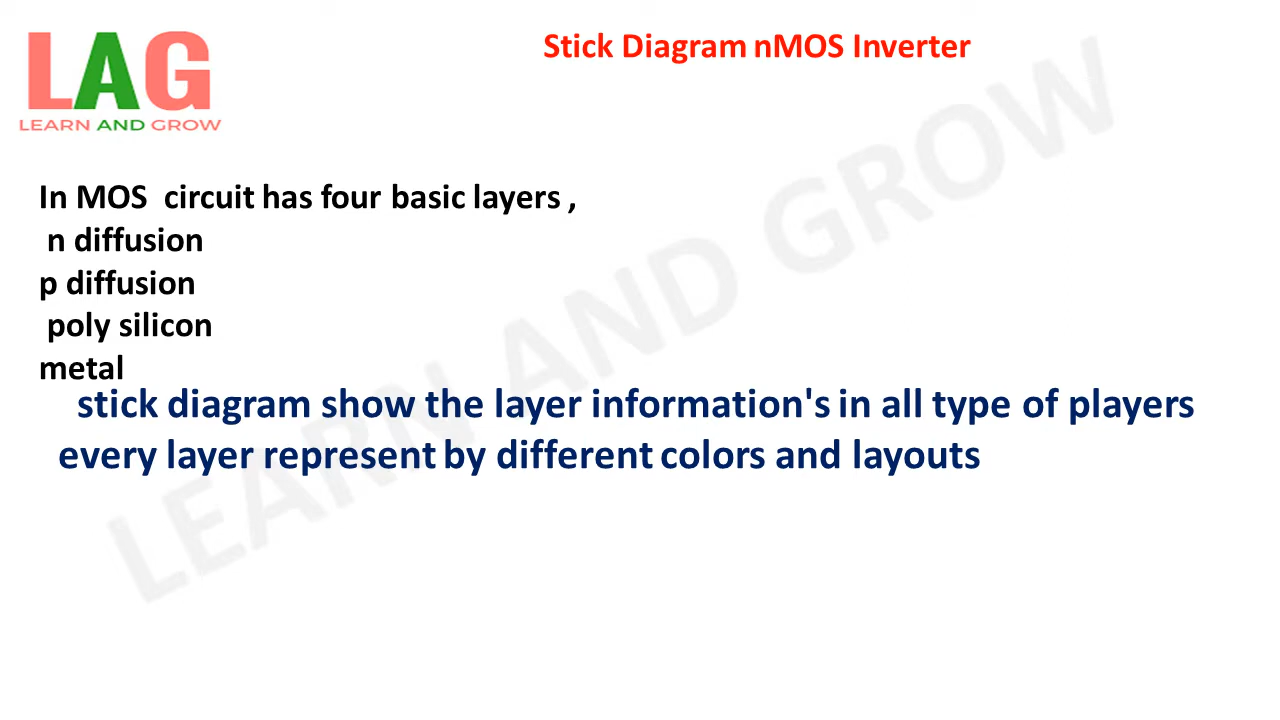 LAG
LEARN AND GROW
Stick Diagram nMOS Inverter
In MOS circuit has four basic layers ,
n diffusion
p diffusion
poly silicon
metal
stick diagram show the layer information's in all type of players
every layer represent by different colors and layouts
LEARN AND GROW